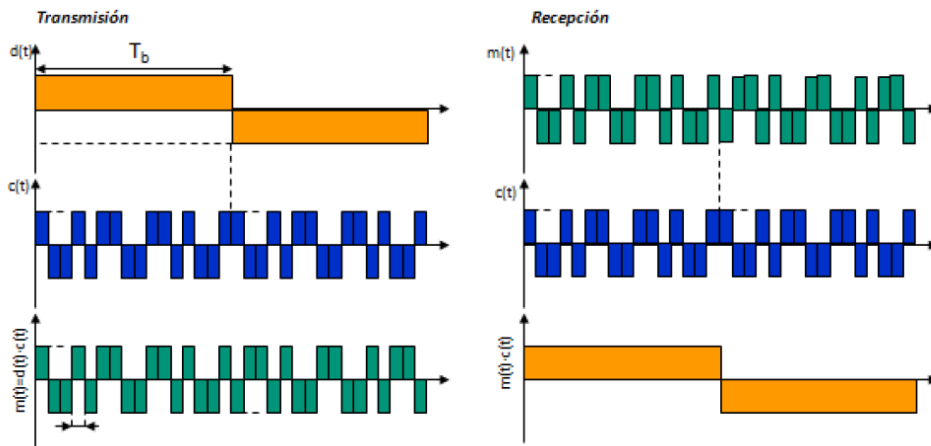 Transmisión
d(t)
T_b
c(t)
m(t)=d(t)·c(t)
Recepción
m(t)
c(t)
m(t)·c(t)